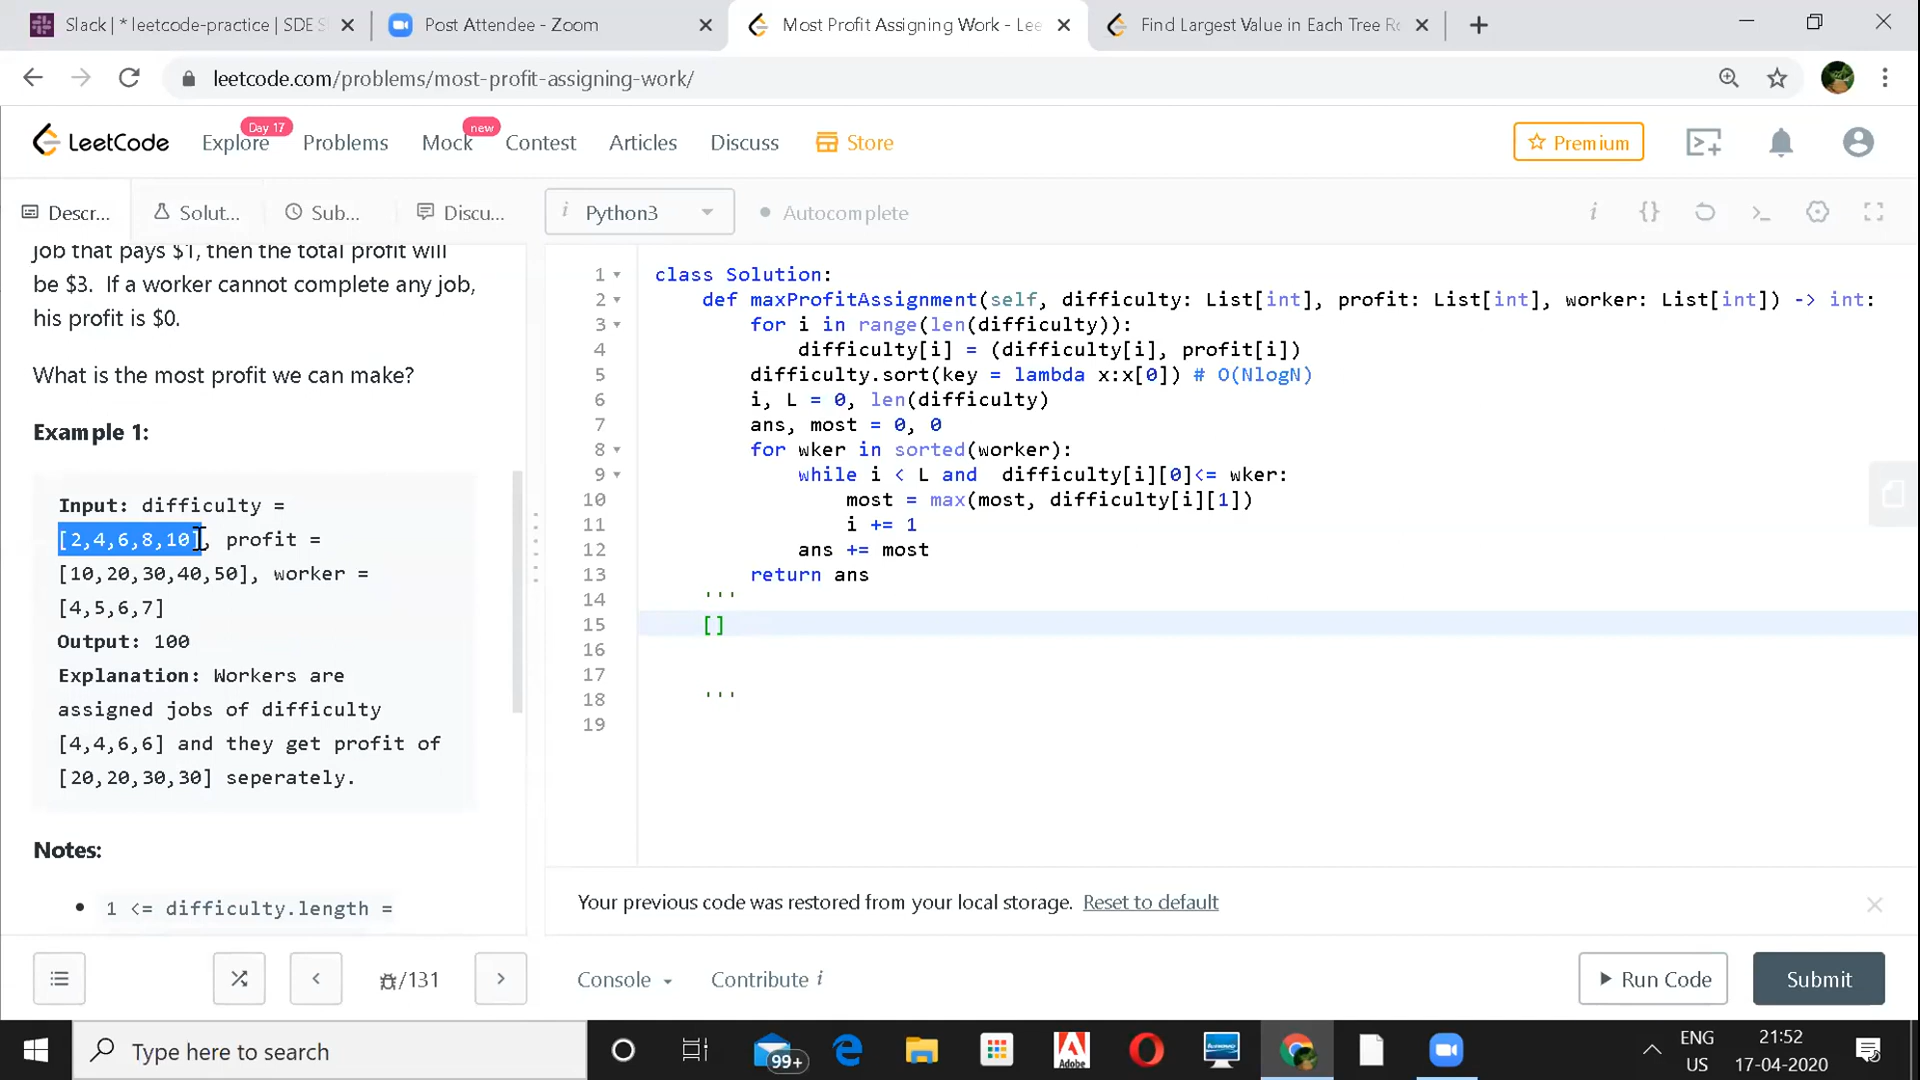 Slack | * leetcode-practice | SDE S
Post Attendee - Zoom
Most Profit Assigning Work - Lee
Find Largest Value in Each Tree Ro
leetcode.com/problems/most-profit-assigning-work/
LeetCode
Explore
Day 17
Problems
Mock
new
Contest
Articles
Discuss
Store
Premium
Descr...
Solut...
Sub...
Discu...
Python3
Autocomplete
job that pays $1, then the total profit will
be $3.  If a worker cannot complete any job,
his profit is $0.
What is the most profit we can make?
Example 1:
Input: difficulty =
[2,4,6,8,10], profit =
[10,20,30,40,50], worker =
[4,5,6,7]
Output: 100
Explanation: Workers are
assigned jobs of difficulty
[4,4,6,6] and they get profit of
[20,20,30,30] seperately.
Notes:
1 <= difficulty.length =
1 class Solution:
2     def maxProfitAssignment(self, difficulty: List[int], profit: List[int], worker: List[int]) -> int:
3         for i in range(len(difficulty)):
4             difficulty[i] = (difficulty[i], profit[i])
5         difficulty.sort(key = lambda x:x[0]) # O(NlogN)
6         i, L = 0, len(difficulty)
7         ans, most = 0, 0
8         for wker in sorted(worker):
9             while i < L and  difficulty[i][0]<= wker:
10                 most = max(most, difficulty[i][1])
11                 i += 1
12             ans += most
13         return ans
14     '''
15     []
16
17
18     '''
19
Your previous code was restored from your local storage. Reset to default
/131
Console
Contribute i
Run Code
Submit
Type here to search
99+
Adobe
ENG
US
21:52
17-04-2020